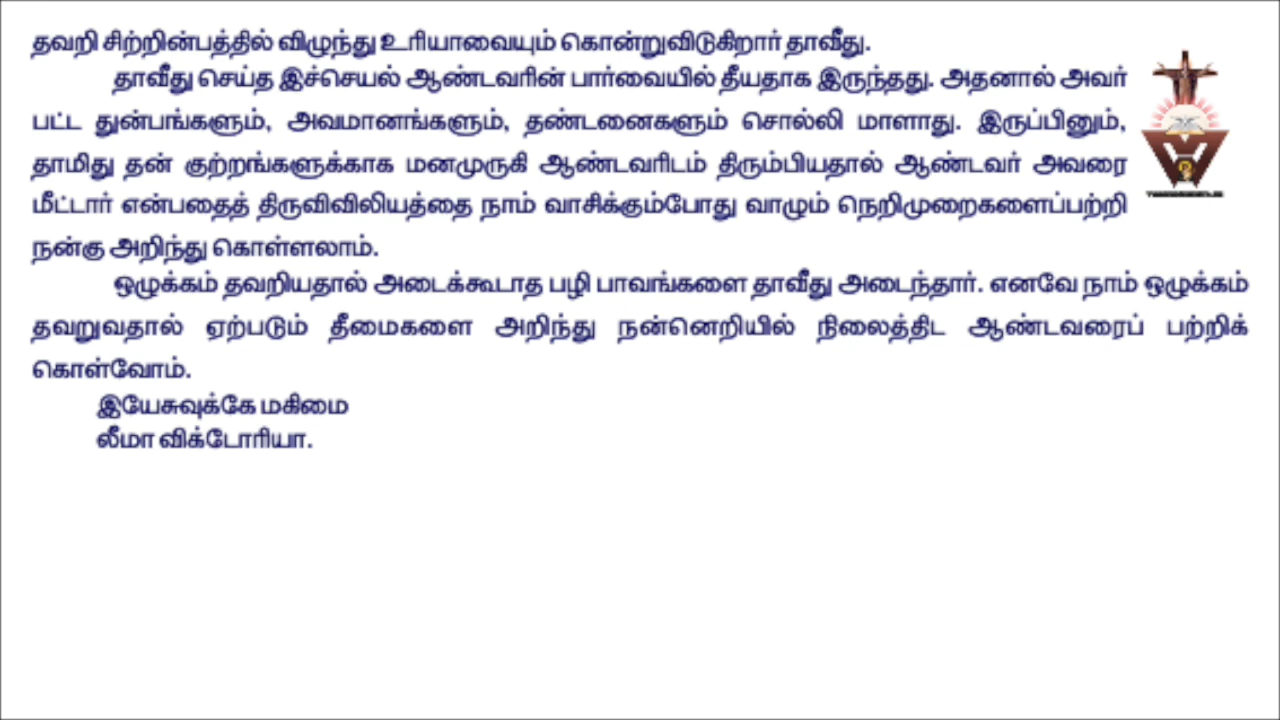 தவறி சிற்றின்பத்தில் விழுந்து உரியாவையும் கொன்றுவிடுகிறார் தாவீது.
தாவீது செய்த இச்செயல் ஆண்டவரின் பார்வையில் தீயதாக இருந்தது. அதனால் அவர்
பட்ட துன்பங்களும், அவமானங்களும், தண்டனைகளும் சொல்லி மாளாது. இருப்பினும்,
தாமிது தன் குற்றங்களுக்காக மனமுருகி ஆண்டவரிடம் திரும்பியதால் ஆண்டவர் அவரை
மீட்டார் என்பதைத் திருவிவிலியத்தை நாம் வாசிக்கும்போது வாழும் நெறிமுறைகளைப்பற்றி
நன்கு அறிந்து கொள்ளலாம்.
ஒழுக்கம் தவறியதால் அடைக்கூடாத பழி பாவங்களை தாவீது அடைந்தார். எனவே நாம் ஒழுக்கம்
தவறுவதால் ஏற்படும் தீமைகளை அறிந்து நன்னெறியில் நிலைத்திட ஆண்டவரைப் பற்றிக்
கொள்வோம்.
இயேசுவுக்கே மகிமை
லீமா விக்டோரியா.